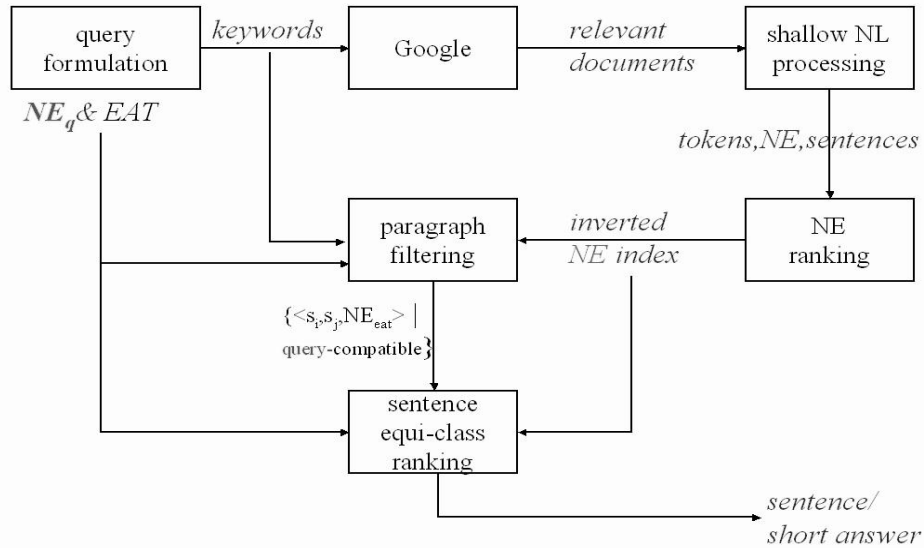 query
formulation
keywords
Google
relevant
documents
shallow NL
processing
NEq& EAT
tokens,NE,sentences
paragraph
filtering
inverted
NE index
NE
ranking
{<si,sj,NEeat> |
query-compatible}
sentence
equi-class
ranking
sentence/
short answer